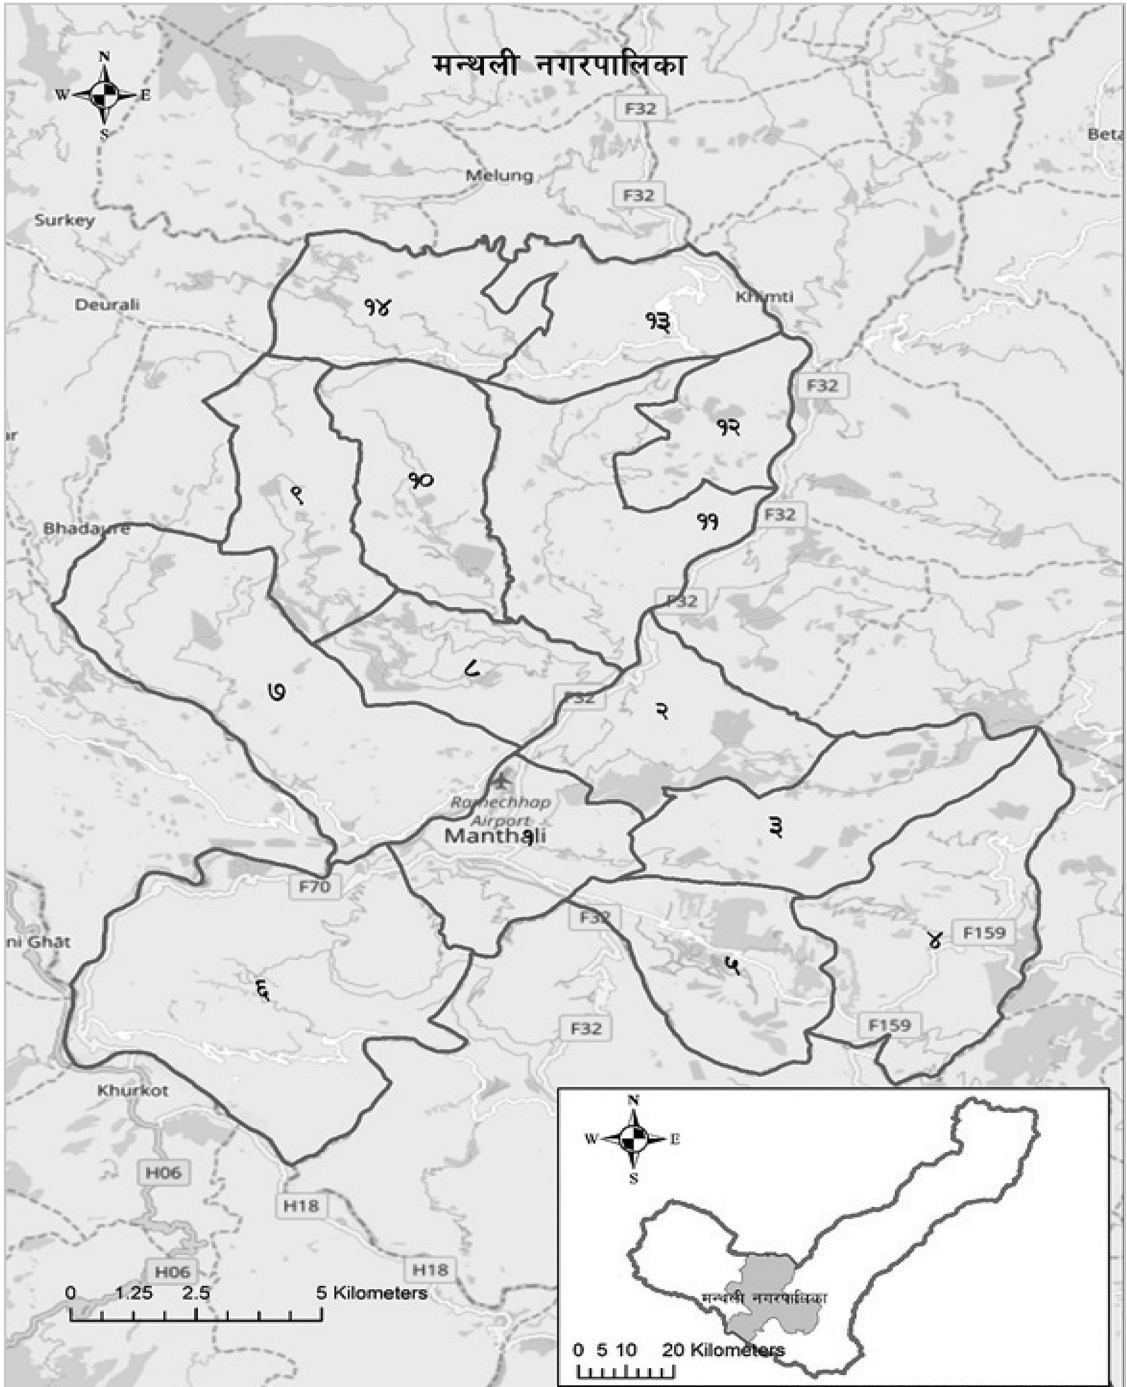 मन्थली नगरपालिका
N
W E
S
F32
Beta
Melung
F32
Surkey
Khimti
Deurali
१४
१३
F32
ar
१२
१०
९
F32
११
Bhadaure
F32
८
७
F32
२
Ramechhap
Airport
३
Manthali
१
F70
F32
F159
४
ni Ghāt
५
६
F32
F159
Khurkot
N
W E
S
H06
H18
H06
H18
0 1.25 2.5 5 Kilometers
मन्थली नगरपालिका
0 5 10 20 Kilometers